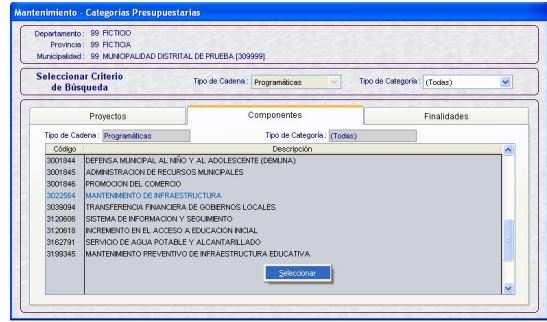 Mantenimiento - Categorias Presupuestarias
Departamento : 99 FICTICIO
Provincia : 99 FICTICIA
Municipalidad : 99 MUNICIPALIDAD DISTRITAL DE PRUEBA [309999]
Seleccionar Criterio de Búsqueda
Tipo de Cadena : Programáticas Tipo de Categoría : (Todas)
Proyectos Componentes Finalidades
Tipo de Cadena : Programáticas Tipo de Categoría : (Todas)
Código Descripción
3001844 DEFENSA MUNICIPAL AL NIÑO Y AL ADOLESCENTE (DEMUNA)
3001845 ADMINISTRACION DE RECURSOS MUNICPALES
3001846 PROMOCION DEL COMERCIO
3022564 MANTENIMIENTO DE INFRAESTRUCTURA
3039094 TRANSFERENCIA FINANCIERA DE GOBIERNOS LOCALES
3120606 SISTEMA DE INFORMACION Y SEGUIMIENTO
3120618 INCREMENTO EN EL ACCESO A EDUCACION INICIAL
3162791 SERVICIO DE AGUA POTABLE Y ALCANTARILLADO
3199345 MANTENIMIENTO PREVENTIVO DE INFRAESTRUCTURA EDUCATIVA
Seleccionar